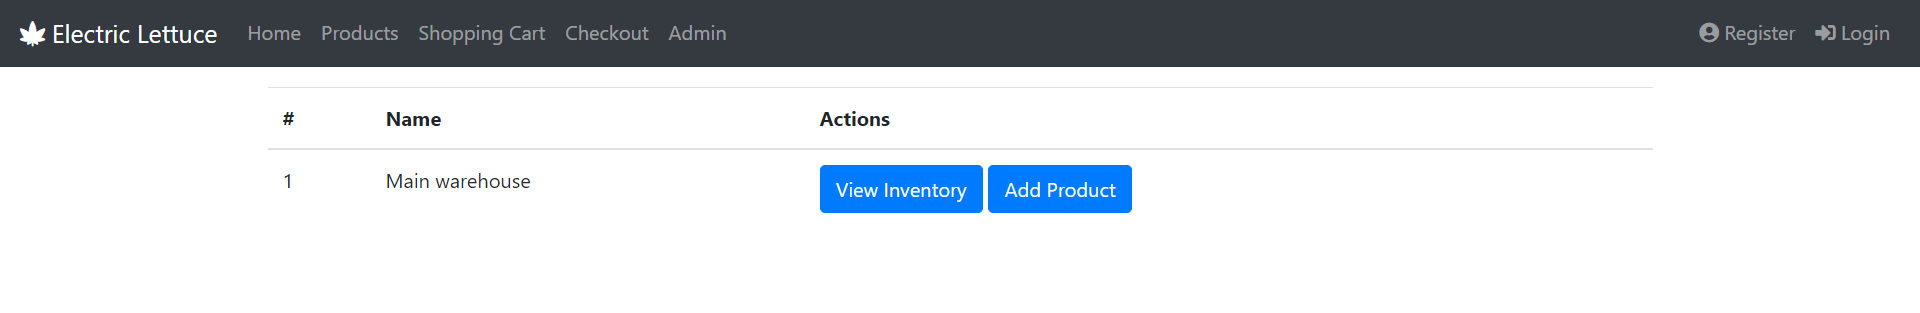 Electric Lettuce Home Products Shopping Cart Checkout Admin Register Login
# Name Actions
1 Main warehouse View Inventory Add Product